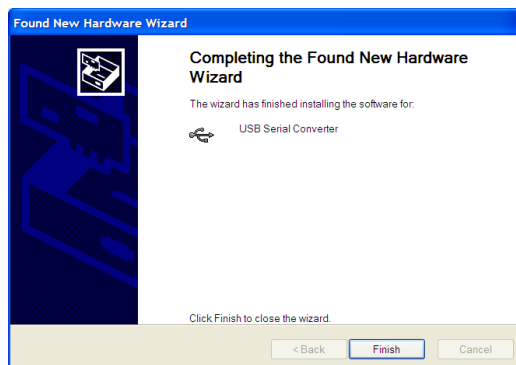 Found New Hardware Wizard
Completing the Found New Hardware
Wizard
The wizard has finished installing the software for:
USB Serial Converter
Click Finish to close the wizard.
< Back
Finish
Cancel